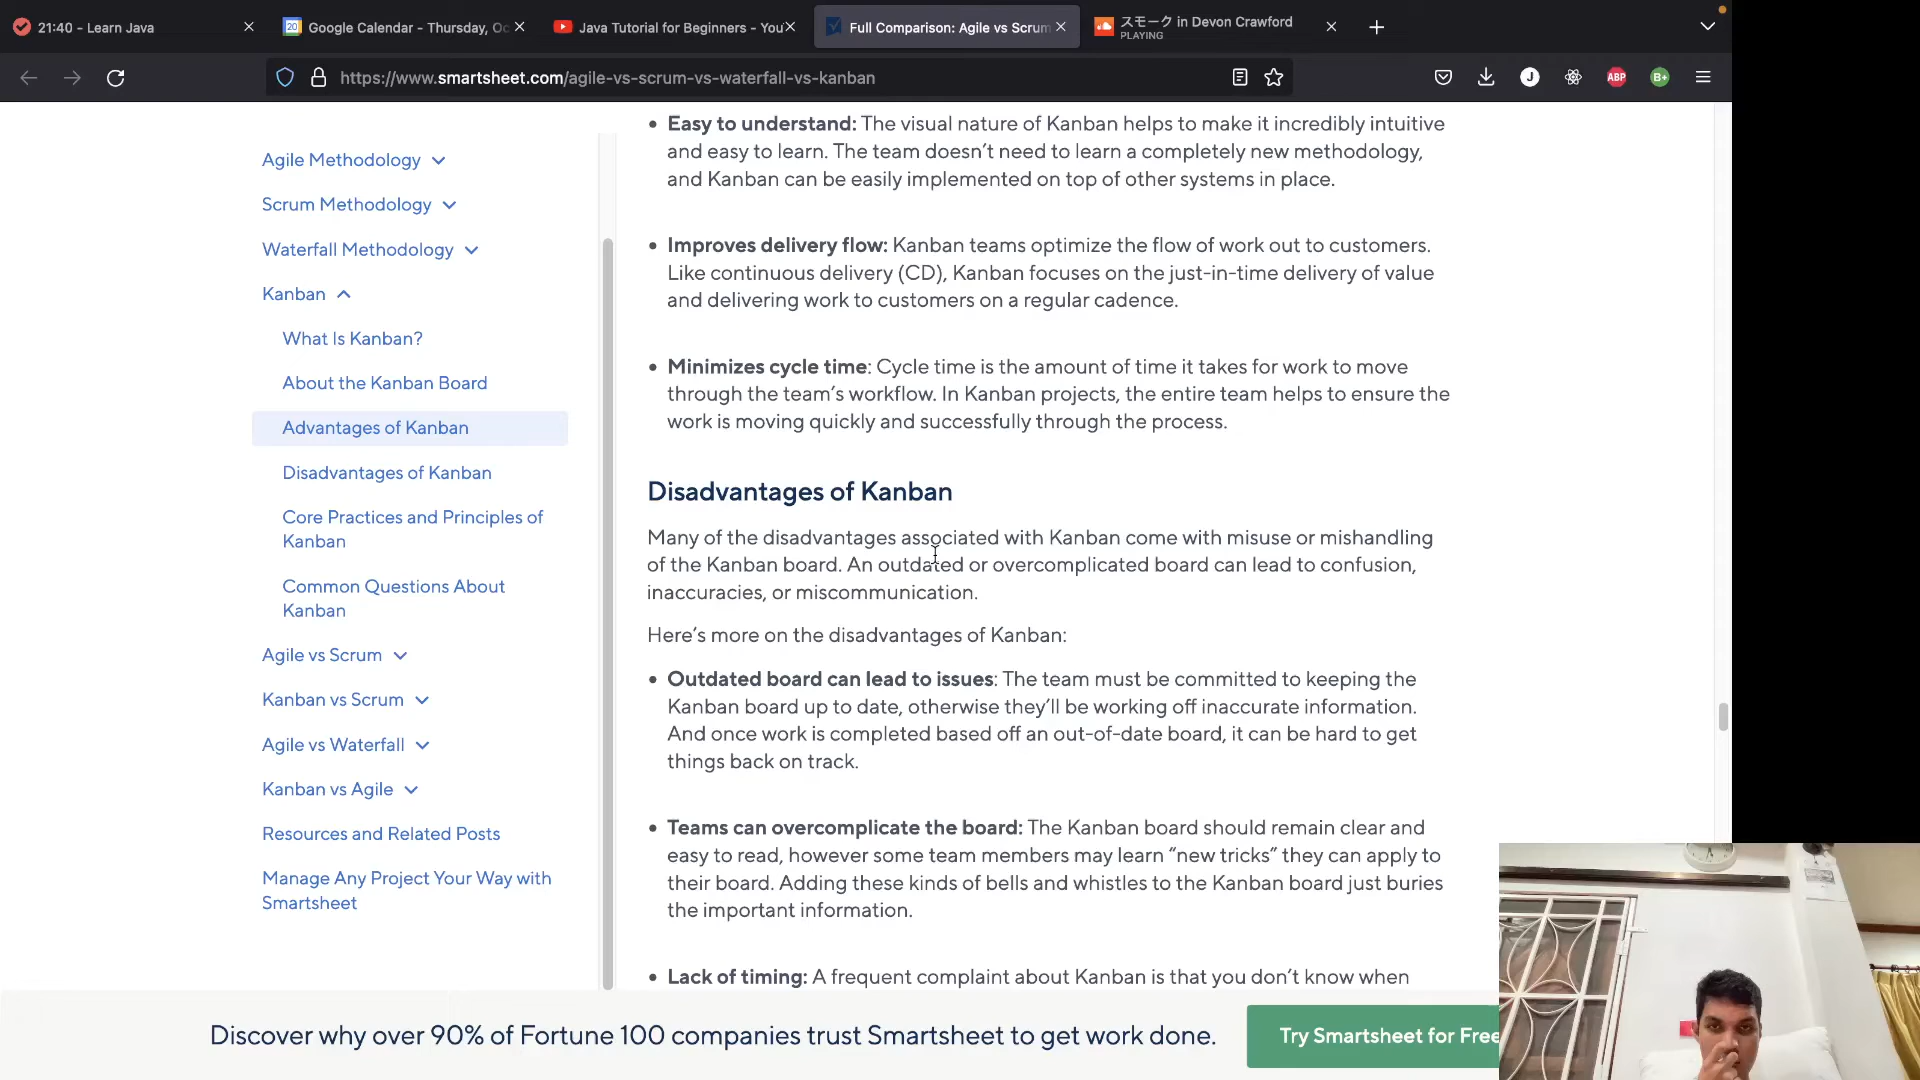 21:40 - Learn Java
Google Calendar - Thursday, Oc
Java Tutorial for Beginners - You
Full Comparison: Agile vs Scrum
スモーク in Devon Crawford
PLAYING
https://www.smartsheet.com/agile-vs-scrum-vs-waterfall-vs-kanban
J
ABP
B+
Agile Methodology
Scrum Methodology
Waterfall Methodology
Kanban
What Is Kanban?
About the Kanban Board
Advantages of Kanban
Disadvantages of Kanban
Core Practices and Principles of
Kanban
Common Questions About
Kanban
Agile vs Scrum
Kanban vs Scrum
Agile vs Waterfall
Kanban vs Agile
Resources and Related Posts
Manage Any Project Your Way with
Smartsheet
• Easy to understand: The visual nature of Kanban helps to make it incredibly intuitive
and easy to learn. The team doesn’t need to learn a completely new methodology,
and Kanban can be easily implemented on top of other systems in place.
• Improves delivery flow: Kanban teams optimize the flow of work out to customers.
Like continuous delivery (CD), Kanban focuses on the just-in-time delivery of value
and delivering work to customers on a regular cadence.
• Minimizes cycle time: Cycle time is the amount of time it takes for work to move
through the team’s workflow. In Kanban projects, the entire team helps to ensure the
work is moving quickly and successfully through the process.
Disadvantages of Kanban
Many of the disadvantages associated with Kanban come with misuse or mishandling
of the Kanban board. An outdated or overcomplicated board can lead to confusion,
inaccuracies, or miscommunication.
Here’s more on the disadvantages of Kanban:
• Outdated board can lead to issues: The team must be committed to keeping the
Kanban board up to date, otherwise they’ll be working off inaccurate information.
And once work is completed based off an out-of-date board, it can be hard to get
things back on track.
• Teams can overcomplicate the board: The Kanban board should remain clear and
easy to read, however some team members may learn “new tricks” they can apply to
their board. Adding these kinds of bells and whistles to the Kanban board just buries
the important information.
• Lack of timing: A frequent complaint about Kanban is that you don’t know when
Discover why over 90% of Fortune 100 companies trust Smartsheet to get work done.
Try Smartsheet for Free